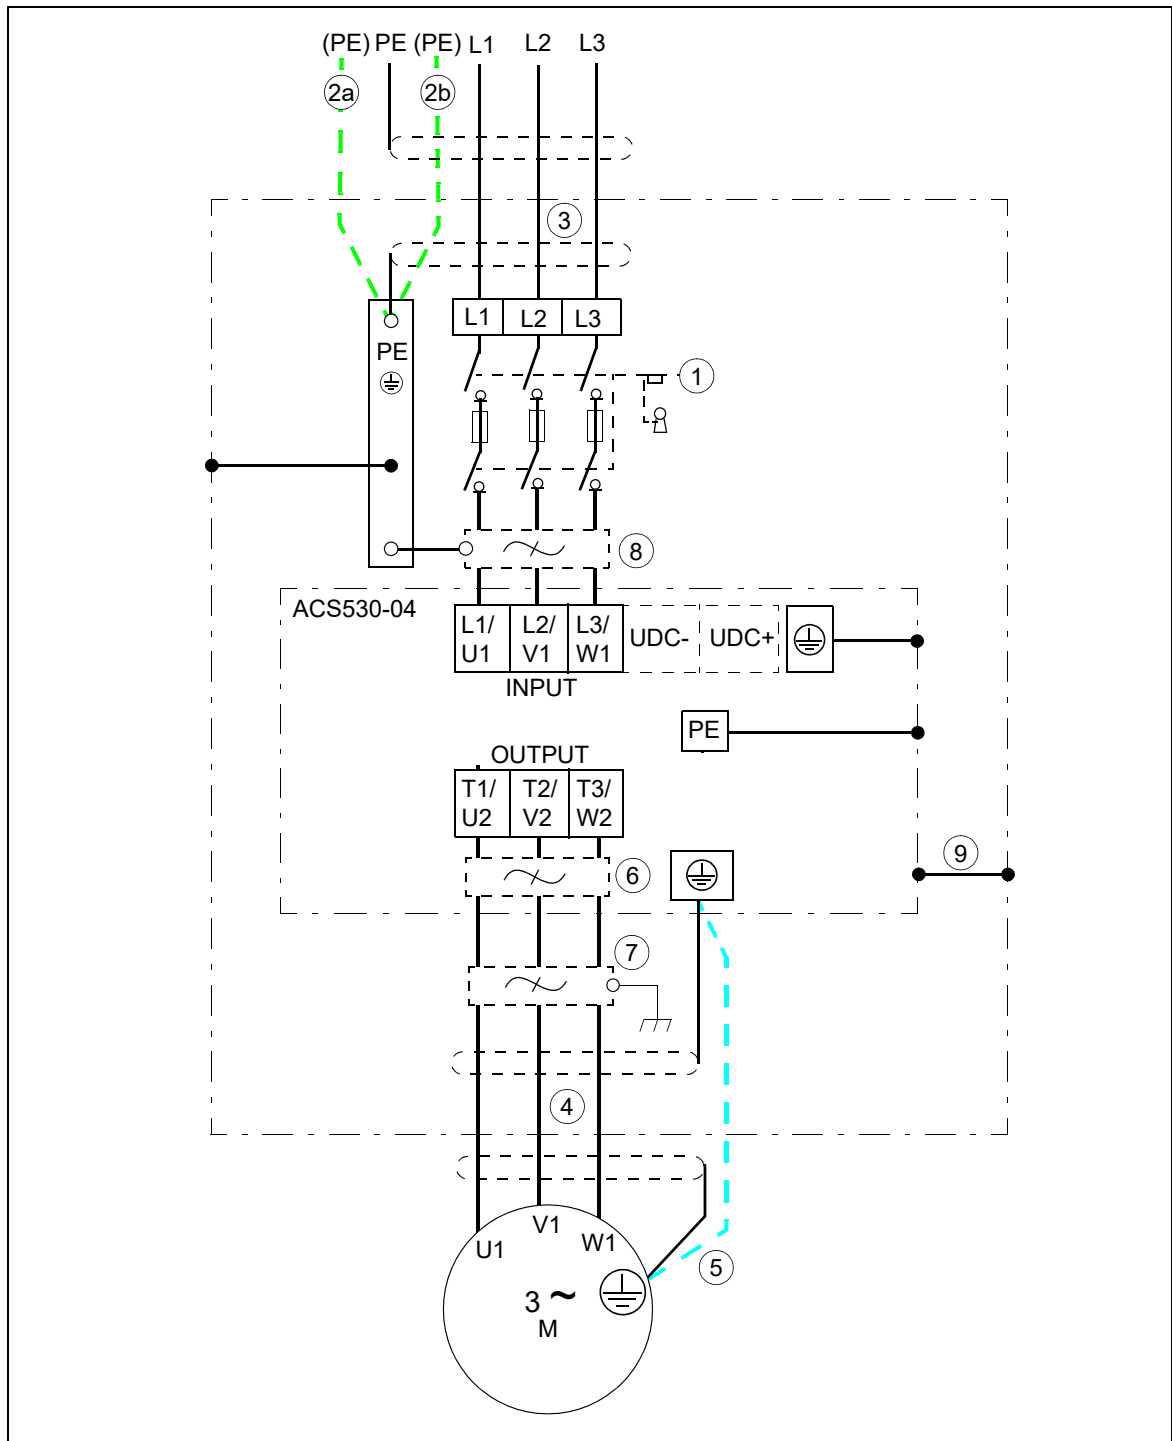 (PE) PE (PE) L1 L2 L3
2a 2b
3
L1 L2 L3
PE
1
8
ACS530-04
L1/ L2/ L3/ UDC- UDC+
U1 V1 W1
INPUT
PE
OUTPUT
T1/ T2/ T3/
U2 V2 W2
6
9
7
4
V1
U1 W1
5
3 ~
M